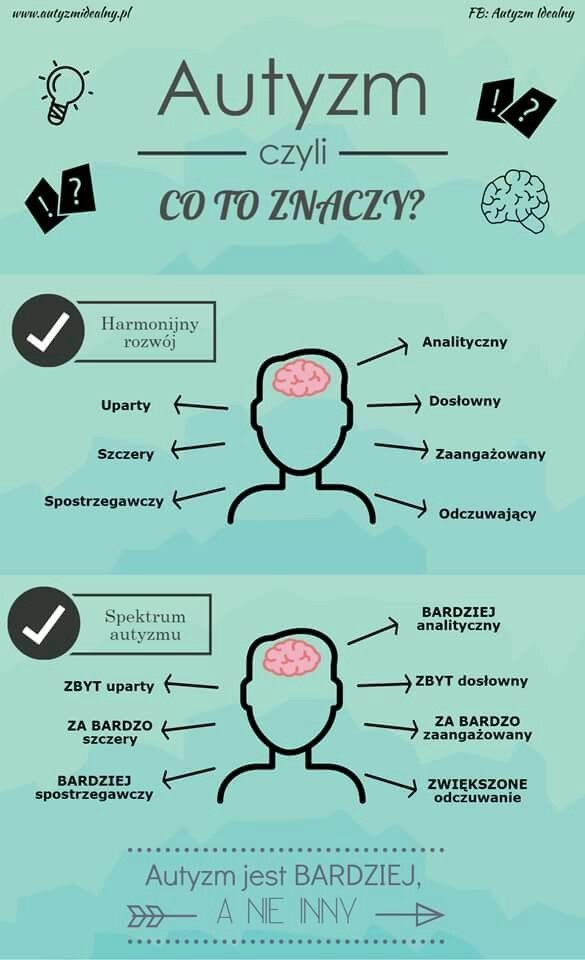 www.autyzmidealny.pl
FB: Autyzm Idealny
Autyzm
czyli
CO TO ZNACZY?
! ?
! ?
Harmonijny
rozwój
Analityczny
Uparty
Dosłowny
Szczery
Zaangażowany
Spostrzegawczy
Odczuwający
Spektrum
autyzmu
BARDZIEJ
analityczny
ZBYT uparty
ZBYT dosłowny
ZA BARDZO
szczery
ZA BARDZO
zaangażowany
BARDZIEJ
spostrzegawczy
ZWIĘKSZONE
odczuwanie
Autyzm jest BARDZIEJ,
A NIE INNY